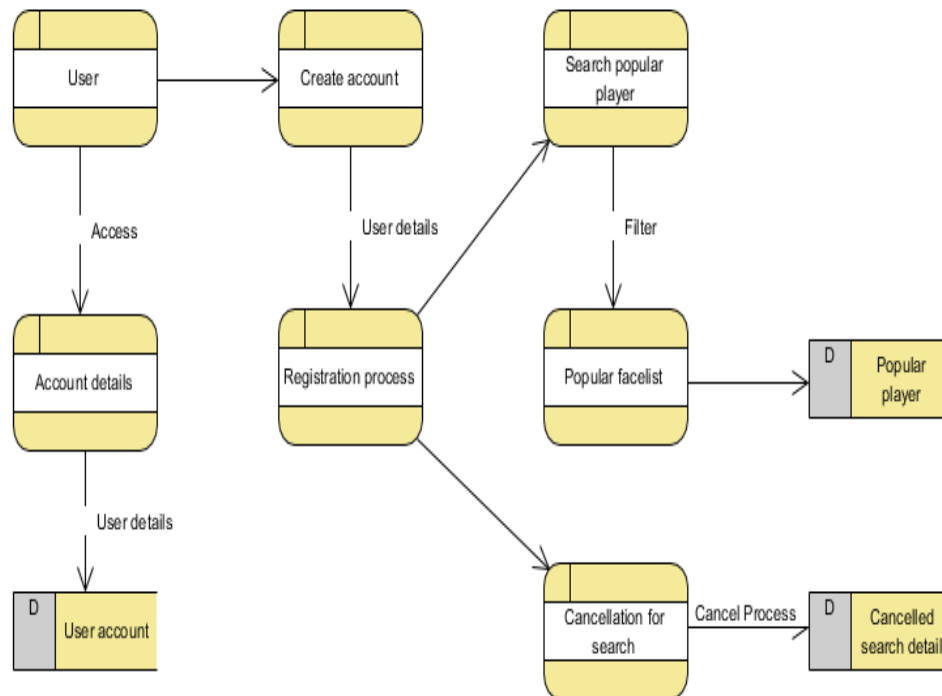 User
Create account
Search popular
player
Access
User details
Filter
Account details
Registration process
Popular facelist
D
Popular
player
User details
D
User account
Cancellation for
search
Cancel Process
D
Cancelled
search detail